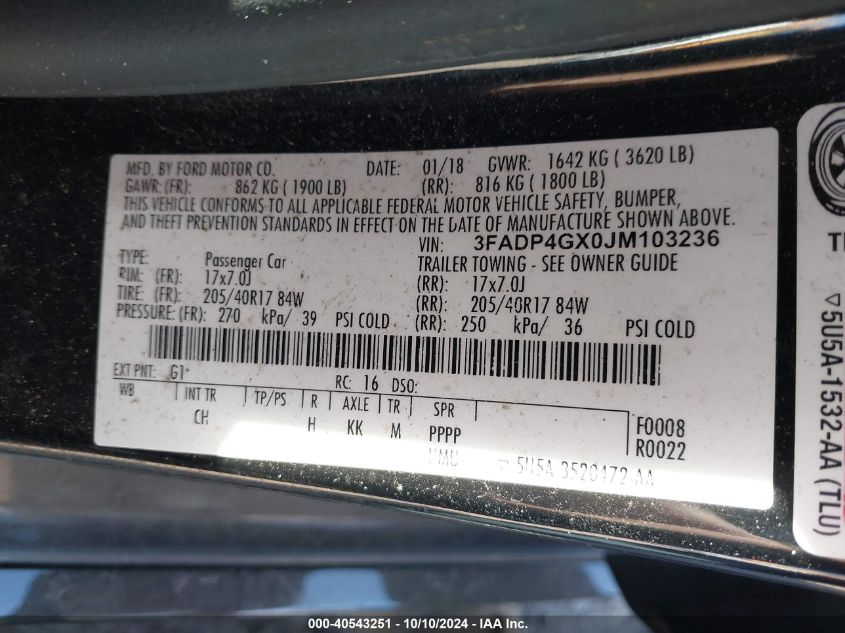 MFD. BY FORD MOTOR CO. DATE: 01/18 GVWR: 1642 KG ( 3620 LB)
GAWR: (FR): 862 KG ( 1900 LB) (RR): 816 KG ( 1800 LB)
THIS VEHICLE CONFORMS TO ALL APPLICABLE FEDERAL MOTOR VEHICLE SAFETY, BUMPER,
AND THEFT PREVENTION STANDARDS IN EFFECT ON THE DATE OF MANUFACTURE SHOWN ABOVE.
VIN: 3FADP4GX0JM103236
TYPE: Passenger Car TRAILER TOWING - SEE OWNER GUIDE
RIM: (FR): 17x7.0J (RR): 17x7.0J
TIRE: (FR): 205/40R17 84W (RR): 205/40R17 84W
PRESSURE: (FR): 270 kPa/ 39 PSI COLD (RR): 250 kPa/ 36 PSI COLD
EXT PNT: G1* RC: 16 DSO:
WB INT TR TP/PS R AXLE TR SPR
CH H KK M PPPP
F0008
R0022
UMU ▽ 5U5A 3520472-AA
▽5U5A-1532-AA (TLU)
000-40543251 - 10/10/2024 - © IAA Inc.